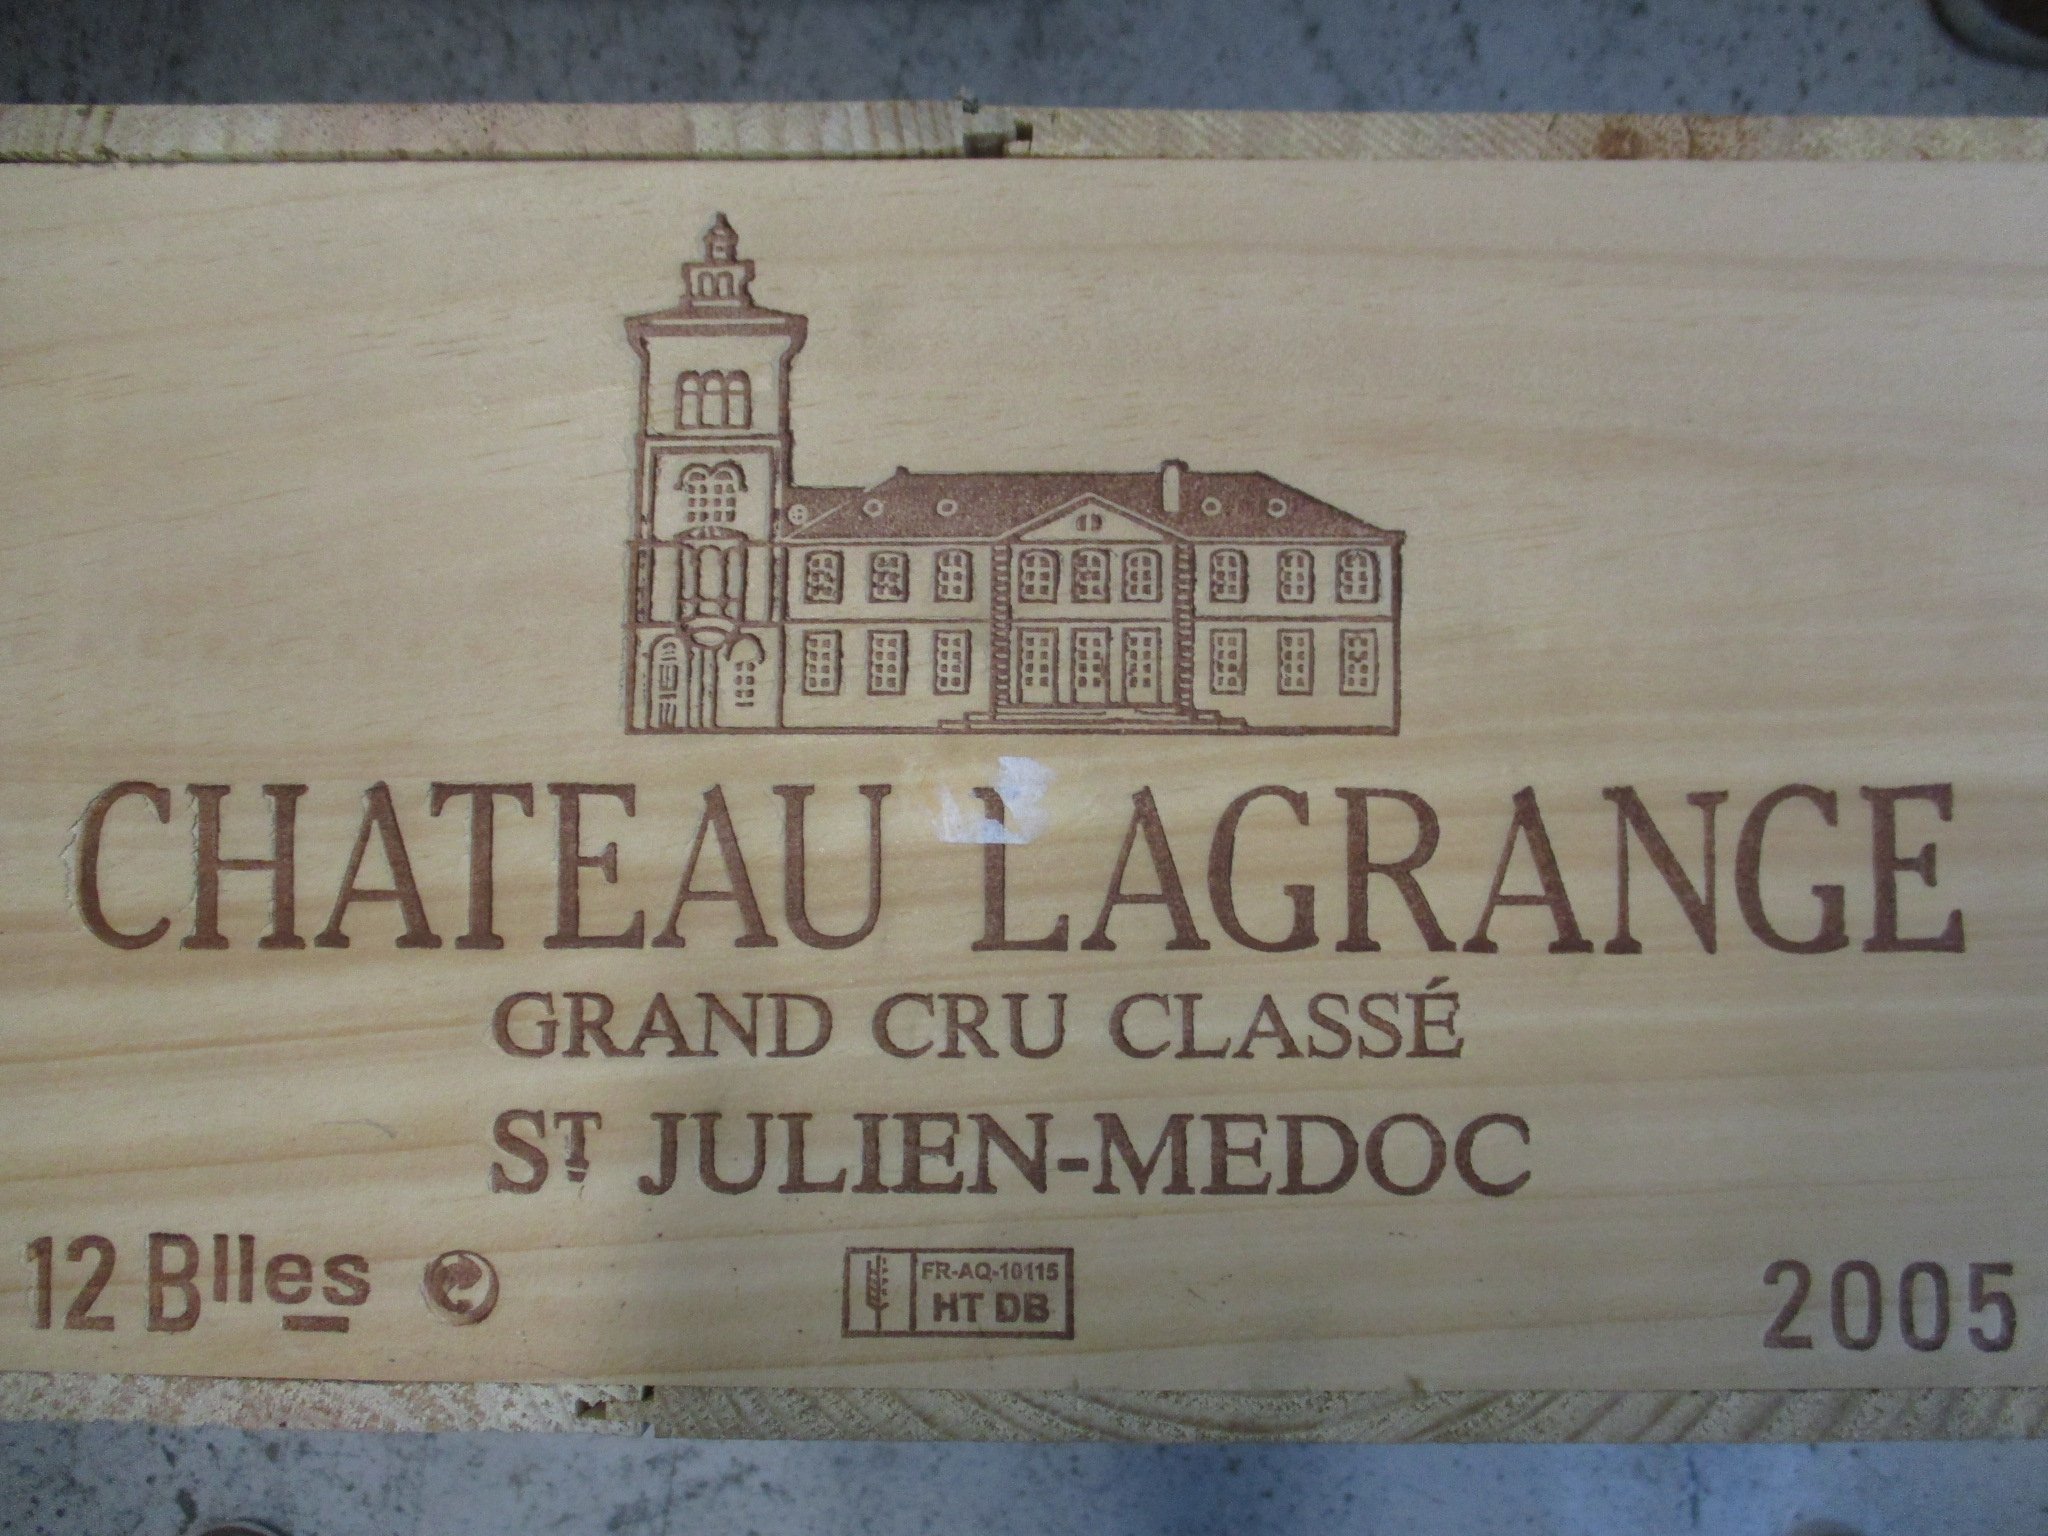 CHATEAU LAGRANGE
GRAND CRU CLASSÉ
ST JULIEN-MEDOC
12 Blles
FR-AQ-10115
HT DB
2005